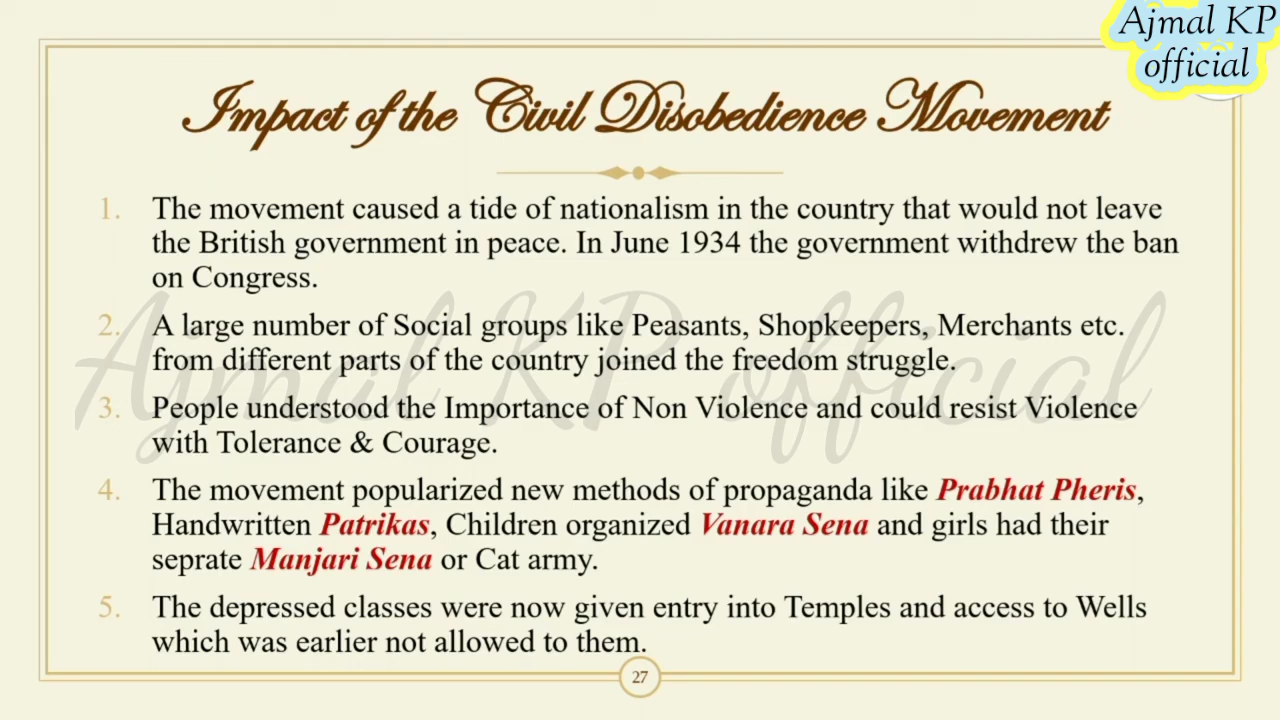 Ajmal KP
official
Impact of the Civil Disobedience Movement
1. The movement caused a tide of nationalism in the country that would not leave
the British government in peace. In June 1934 the government withdrew the ban
on Congress.
2. A large number of Social groups like Peasants, Shopkeepers, Merchants etc.
from different parts of the country joined the freedom struggle.
3. People understood the Importance of Non Violence and could resist Violence
with Tolerance & Courage.
4. The movement popularized new methods of propaganda like Prabhat Pheris,
Handwritten Patrikas, Children organized Vanara Sena and girls had their
seprate Manjari Sena or Cat army.
5. The depressed classes were now given entry into Temples and access to Wells
which was earlier not allowed to them.
Ajmal KP official
27